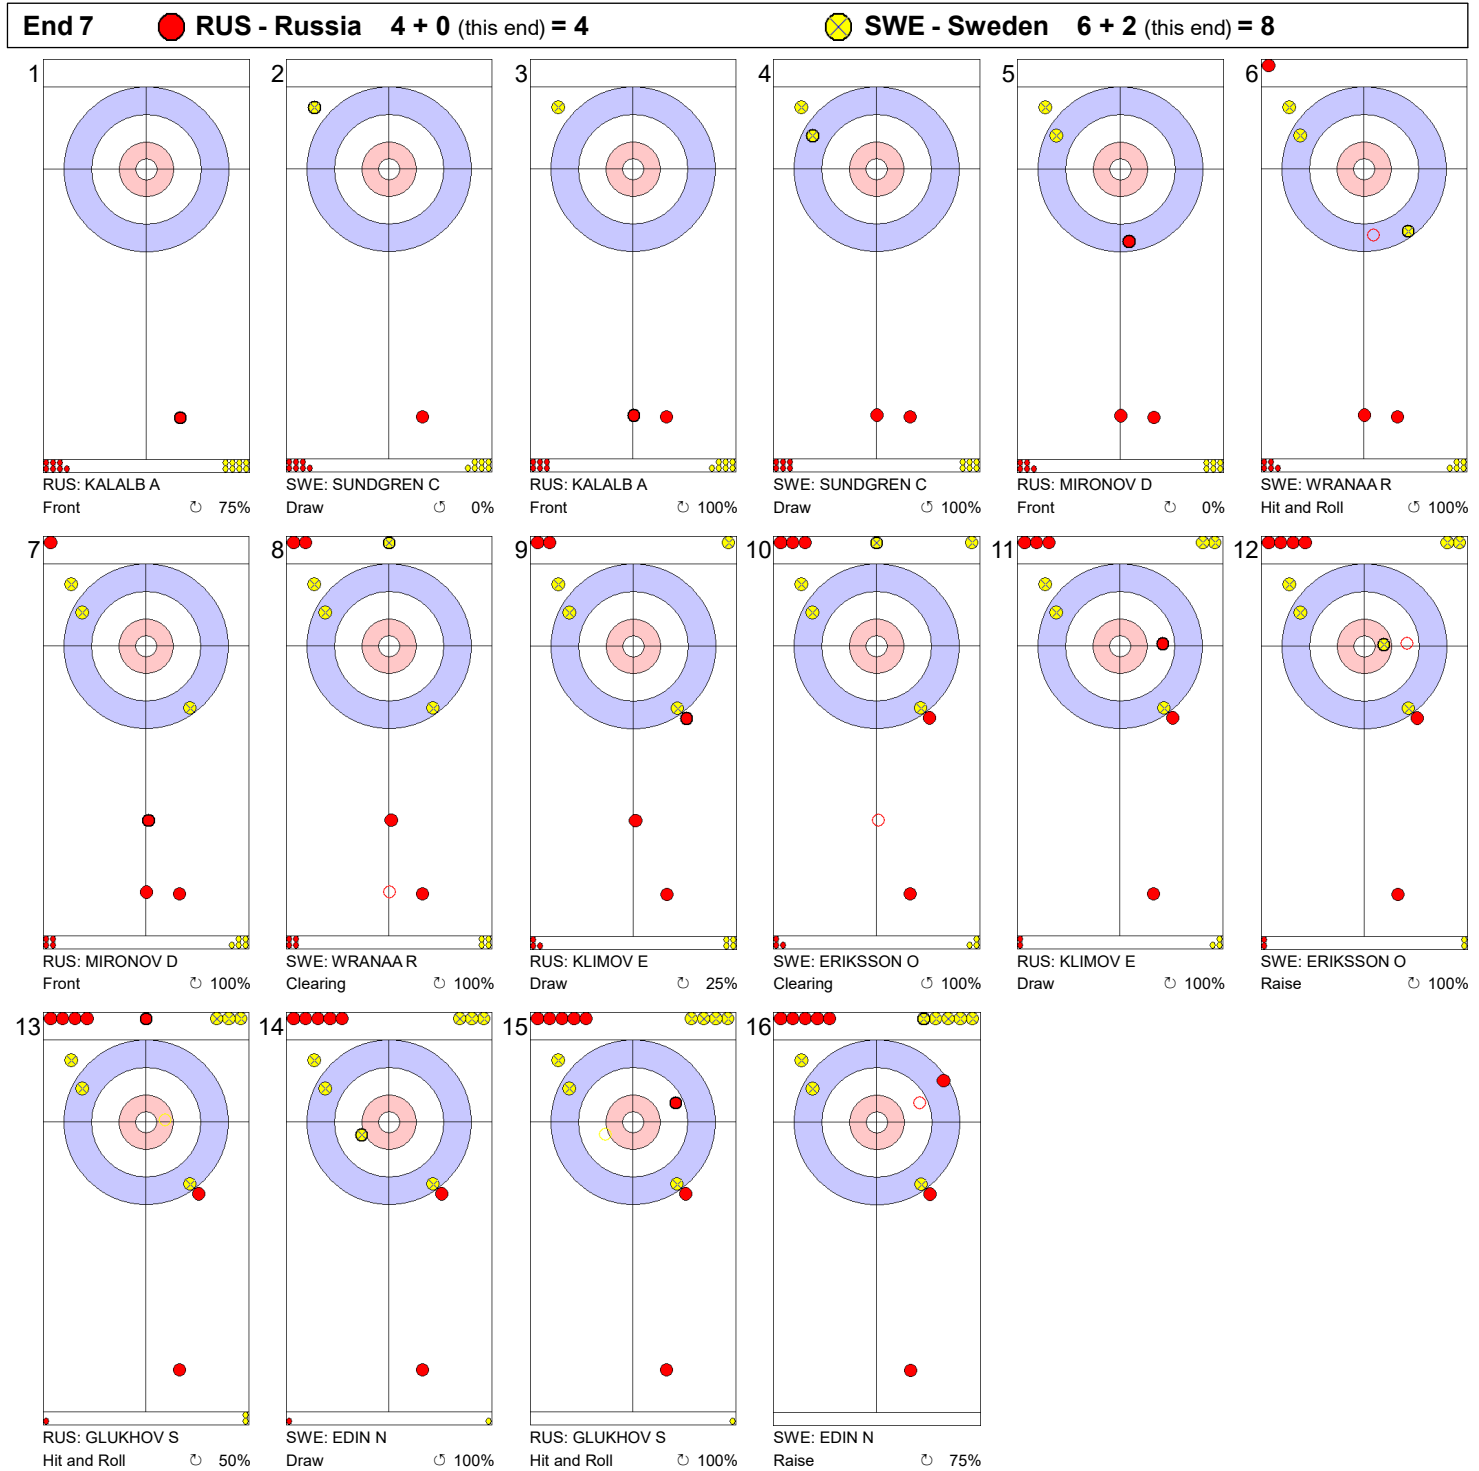 End 7 RUS - Russia 4 + 0 (this end) = 4 SWE - Sweden 6 + 2 (this end) = 8
1 2 3 4 5 6
RUS: KALALB A SWE: SUNDGREN C RUS: KALALB A SWE: SUNDGREN C RUS: MIRONOV D SWE: WRANAA R
Front ↻ 75% Draw ↺ 0% Front ↻ 100% Draw ↺ 100% Front ↻ 0% Hit and Roll ↺ 100%
7 8 9 10 11 12
RUS: MIRONOV D SWE: WRANAA R RUS: KLIMOV E SWE: ERIKSSON O RUS: KLIMOV E SWE: ERIKSSON O
Front ↻ 100% Clearing ↻ 100% Draw ↻ 25% Clearing ↺ 100% Draw ↻ 100% Raise ↻ 100%
13 14 15 16
RUS: GLUKHOV S SWE: EDIN N RUS: GLUKHOV S SWE: EDIN N
Hit and Roll ↻ 50% Draw ↻ 100% Hit and Roll ↻ 100% Raise ↻ 75%